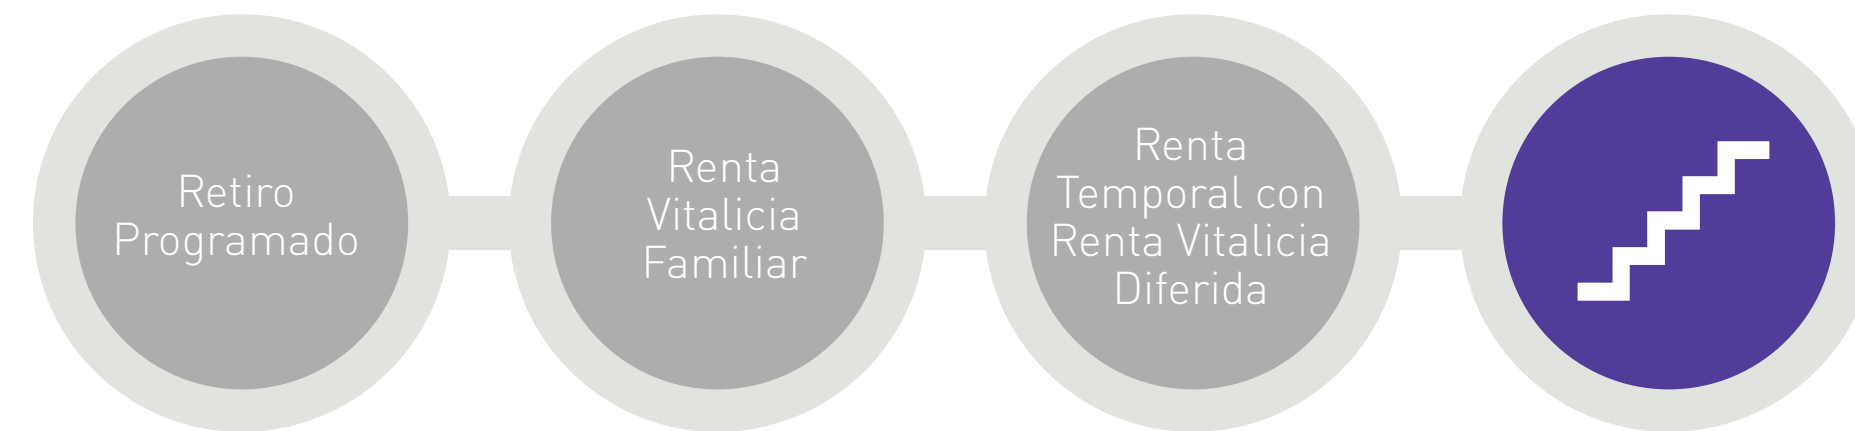 Retiro
Programado
Renta
Vitalicia
Familiar
Renta
Temporal con
Renta Vitalicia
Diferida